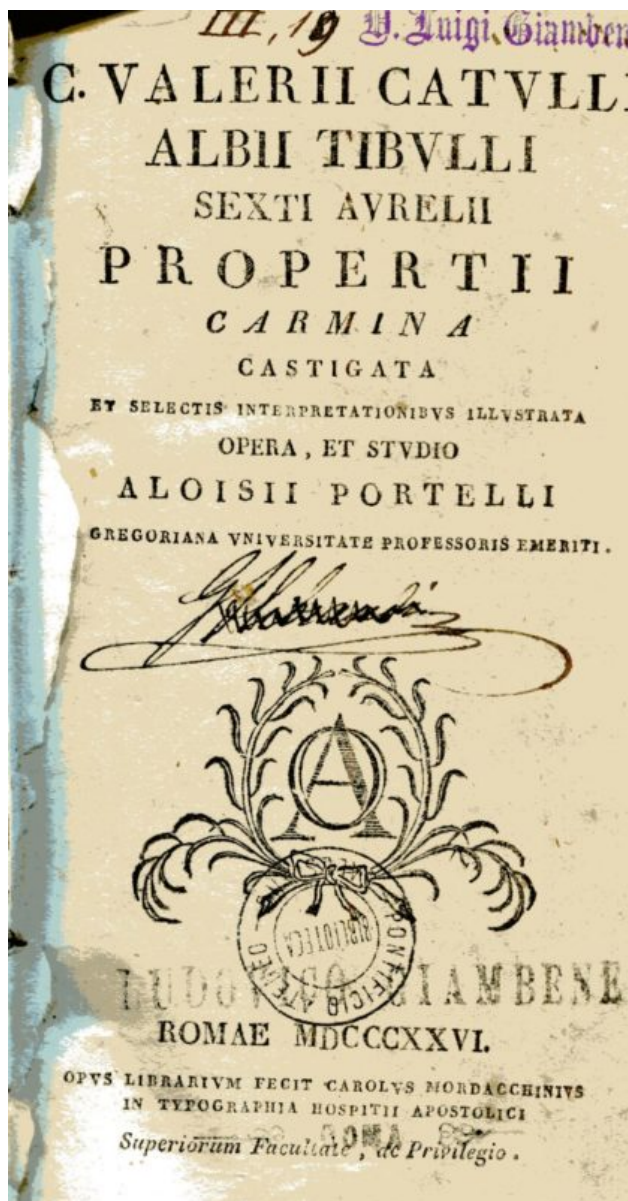 III, 19 D. Luigi Giamben
C. VALERII CATVLLI
ALBII TIBVLLI
SEXTI AVRELII
PROPERTII
CARMINA
CASTIGATA
ET SELECTIS INTERPRETATIONIBVS ILLVSTRATA
OPERA, ET STVDIO
ALOISII PORTELLI
GREGORIANA VNIVERSITATE PROFESSORIS EMERITI.
AO
PONTIFICIO ATENEO
BIBLIOTECA
LUDOVICO GIAMBENE
ROMAE MDCCCXXVI.
OPVS LIBRARIVM FECIT CAROLVS MORDACCHINIVS
IN TYPOGRAPHIA HOSPITII APOSTOLICI
ROMA
Superiorum Facultate, ac Privilegio.